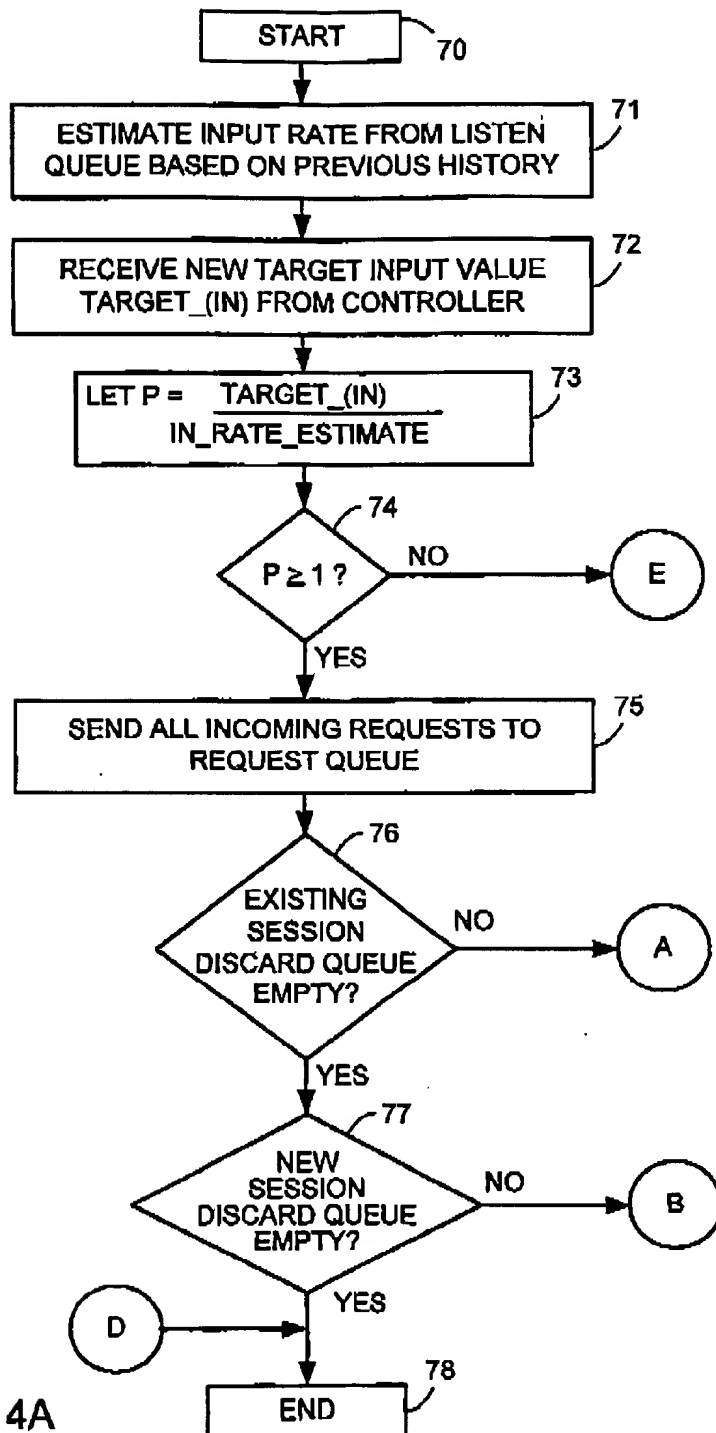 START
70
ESTIMATE INPUT RATE FROM LISTEN
QUEUE BASED ON PREVIOUS HISTORY
71
RECEIVE NEW TARGET INPUT VALUE
TARGET_(IN) FROM CONTROLLER
72
LET P = TARGET_(IN)
IN_RATE_ESTIMATE
73
74
P ≥ 1 ?
NO
E
YES
SEND ALL INCOMING REQUESTS TO
REQUEST QUEUE
75
76
EXISTING
SESSION
DISCARD QUEUE
EMPTY?
NO
A
YES
77
NEW
SESSION
DISCARD QUEUE
EMPTY?
NO
B
YES
D
78
END
4A